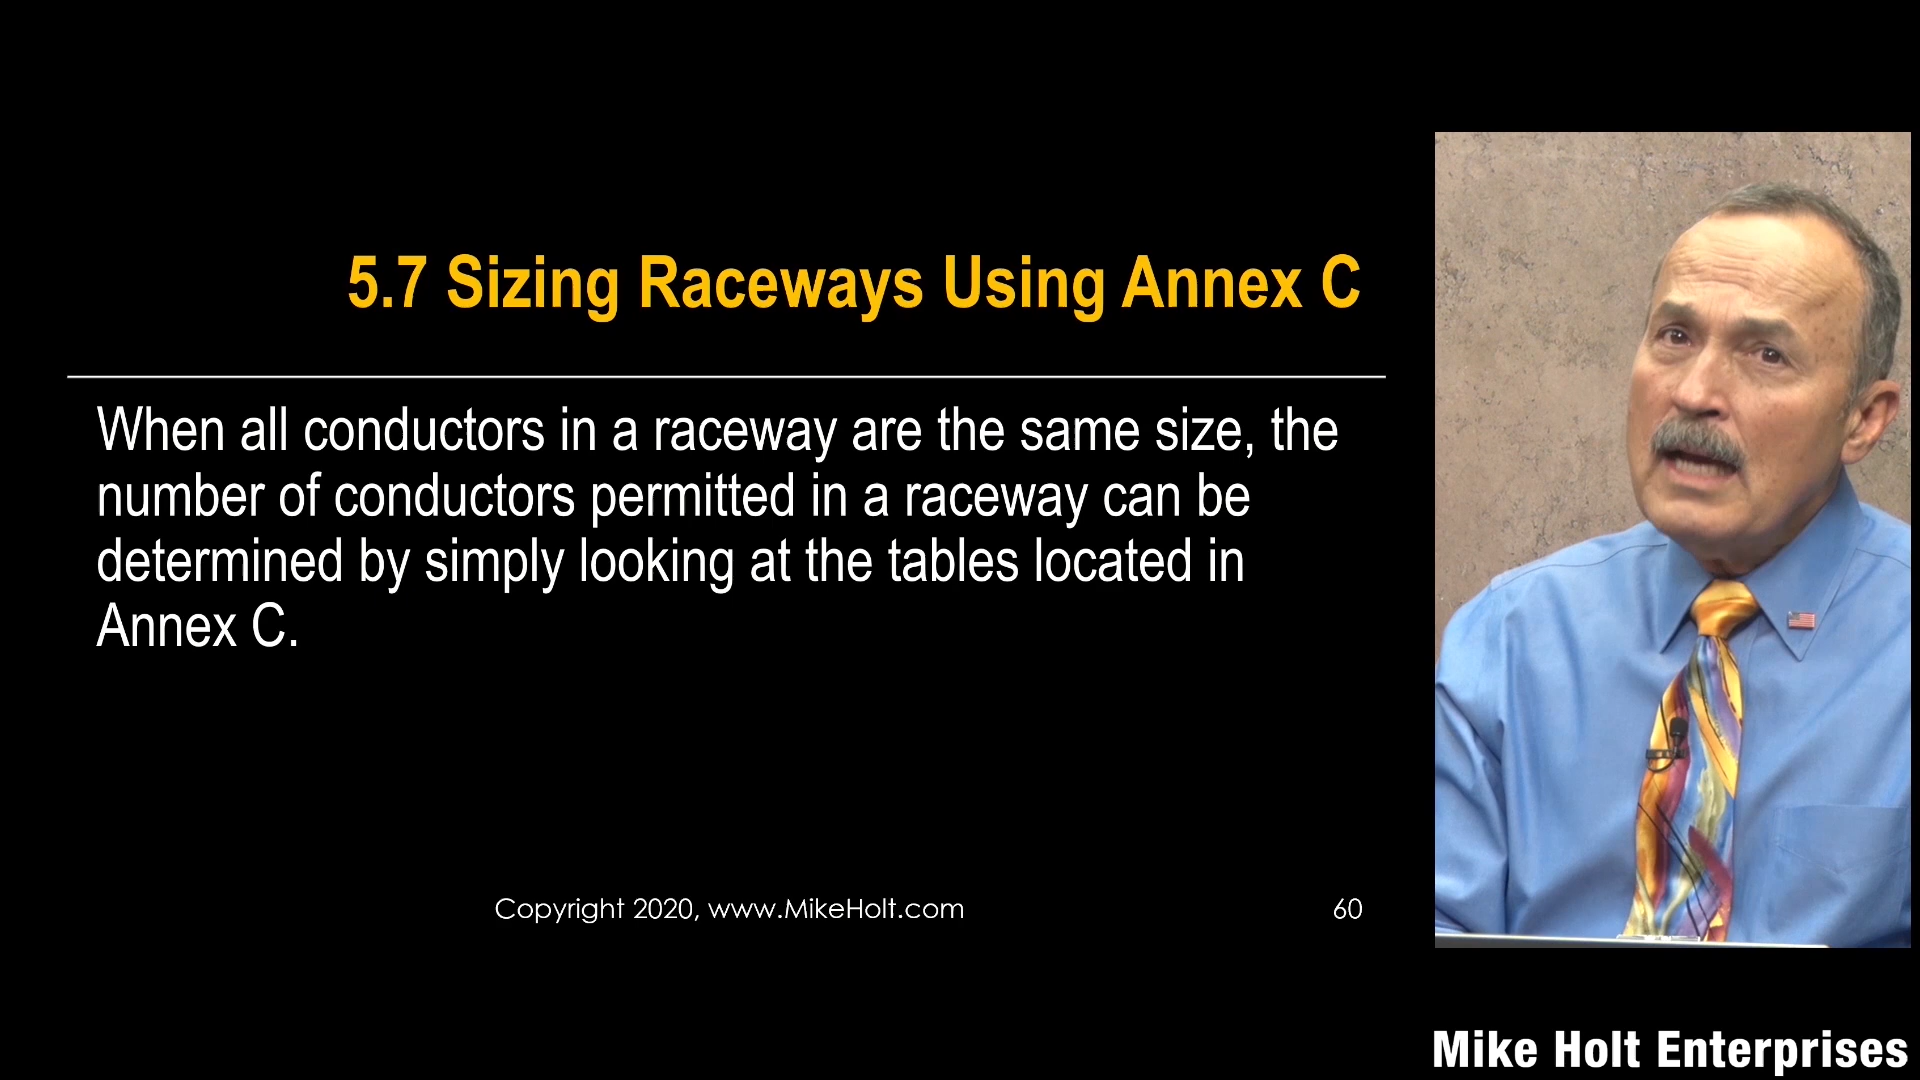 5.7 Sizing Raceways Using Annex C
When all conductors in a raceway are the same size, the
number of conductors permitted in a raceway can be
determined by simply looking at the tables located in
Annex C.
Copyright 2020, www.MikeHolt.com
60
Mike Holt Enterprises